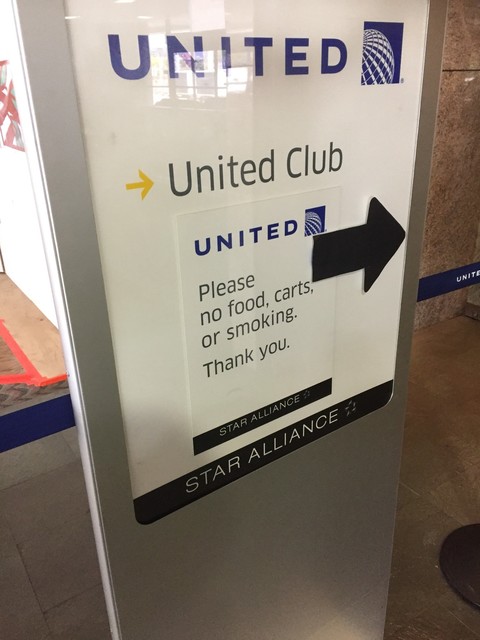 UNITED
United Club
UNITED
Please
no food, carts,
or smoking.
Thank you.
STAR ALLIANCE
STAR ALLIANCE
UNITE